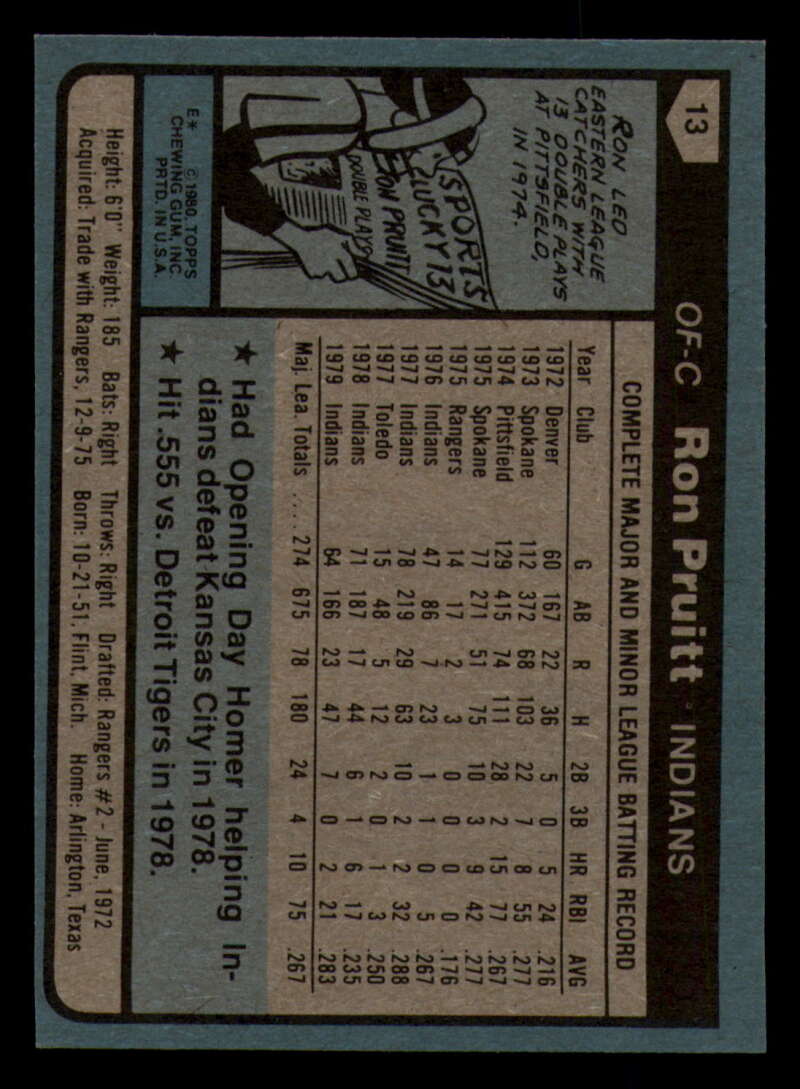 13
OF-C Ron Pruitt • INDIANS
RON LED
EASTERN LEAGUE
CATCHERS WITH
13 DOUBLE PLAYS
AT PITTSFIELD,
IN 1974.
SPORTS
LUCKY 13
RON PRUITT
DOUBLE PLAYS
E* © 1980. TOPPS
CHEWING GUM, INC.
PRTD. IN U.S.A.
COMPLETE MAJOR AND MINOR LEAGUE BATTING RECORD
Year Club G AB R H 2B 3B HR RBI AVG
1972 Denver 60 167 22 36 5 0 5 24 .216
1973 Spokane 112 372 68 103 22 7 8 55 .277
1974 Pittsfield 129 415 74 111 28 2 15 77 .267
1975 Spokane 77 271 51 75 10 3 9 42 .277
1975 Rangers 14 17 2 3 0 0 0 0 .176
1976 Indians 47 86 7 23 1 1 0 5 .267
1977 Indians 78 219 29 63 10 2 2 32 .288
1977 Toledo 15 48 5 12 2 0 1 3 .250
1978 Indians 71 187 17 44 6 1 6 17 .235
1979 Indians 64 166 23 47 7 0 2 21 .283
Maj. Lea. Totals .... 274 675 78 180 24 4 10 75 .267
★ Had Opening Day Homer helping In-
dians defeat Kansas City in 1978.
★ Hit .555 vs. Detroit Tigers in 1978.
Height: 6'0" Weight: 185 Bats: Right Throws: Right Drafted: Rangers #2 - June, 1972
Acquired: Trade with Rangers, 12-9-75 Born: 10-21-51, Flint, Mich. Home: Arlington, Texas